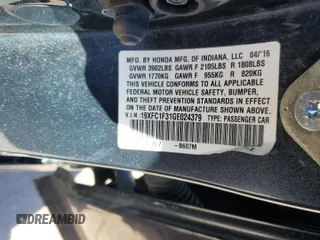 MFD. BY HONDA MFG. OF INDIANA, LLC 04/'16
GVWR 3902LBS GAWR F 2105LBS R 1808LBS
GVWR 1770KG GAWR F 955KG R 820KG
THIS VEHICLE CONFORMS TO ALL APPLICABLE
FEDERAL MOTOR VEHICLE SAFETY, BUMPER,
AND THEFT PREVENTION STANDARDS IN EFFECT
ON THE DATE OF MANUFACTURE SHOWN ABOVE.
V.I.N. 19XFC1F31GE024379 TYPE: PASSENGER CAR
- B607M
DREAMBID